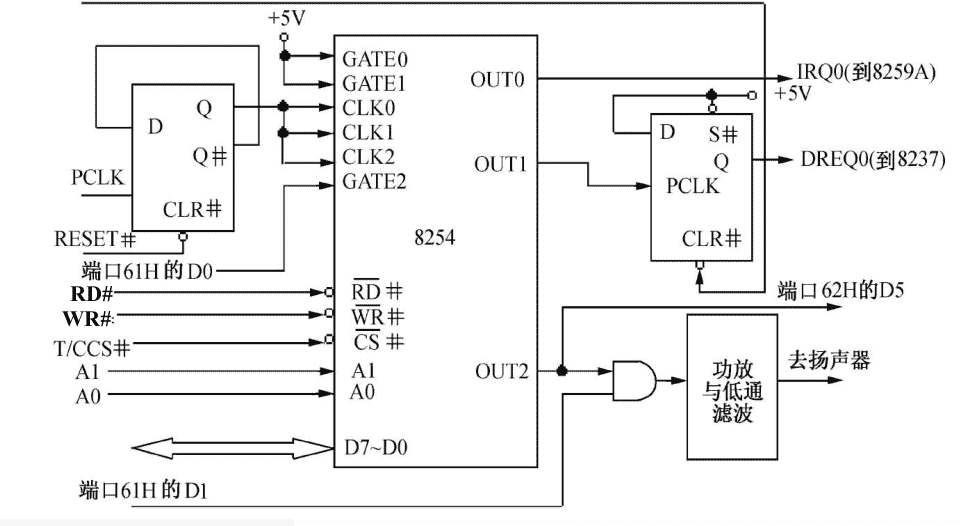 +5V
GATE0
GATE1
CLK0
CLK1
CLK2
GATE2
8254
RD#
WR#
CS#
A1
A0
D7~D0
OUT0
OUT1
OUT2
D
Q
Q#
CLR#
PCLK
RESET#
端口61H的D0
RD#
WR#:
T/CCS#
A1
A0
端口61H的D1
IRQ0(到8259A)
+5V
D
S#
Q
PCLK
CLR#
DREQ0(到8237)
端口62H的D5
功放
与低通
滤波
去扬声器